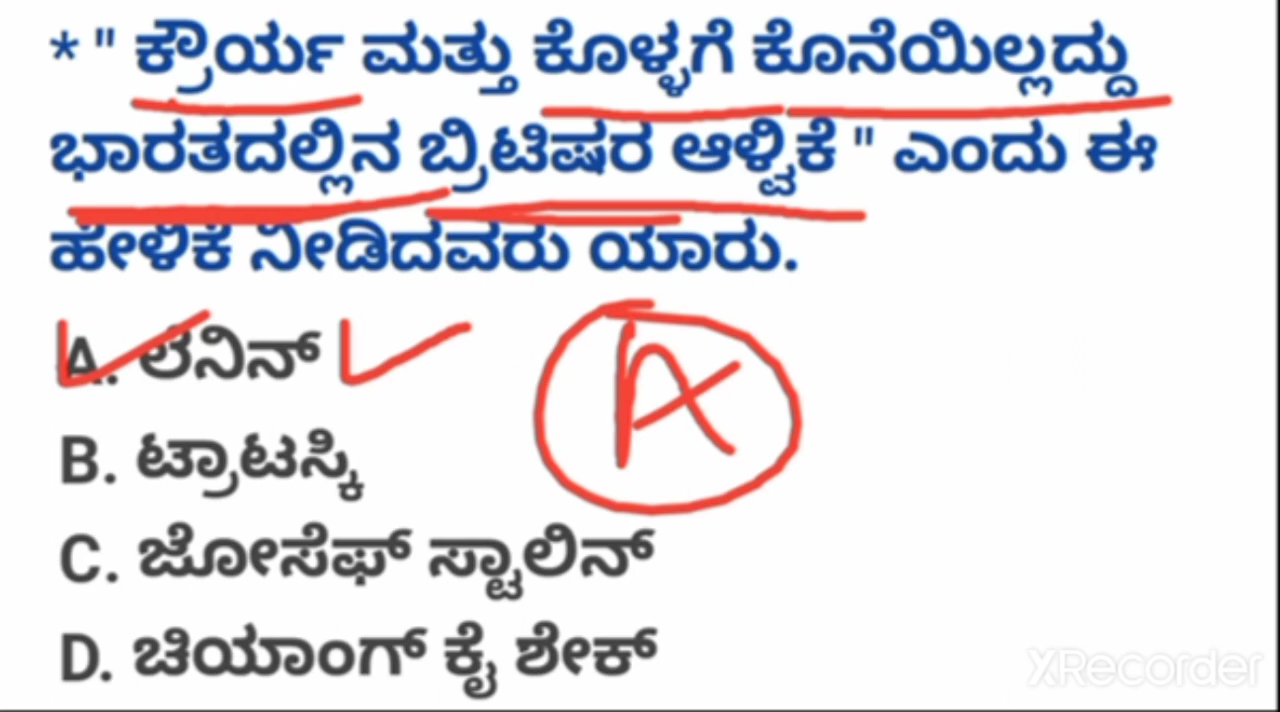 * " ಕ್ರೌರ್ಯ ಮತ್ತು ಕೊಳ್ಳಗೆ ಕೊನೆಯಿಲ್ಲದ್ದು
ಭಾರತದಲ್ಲಿನ ಬ್ರಿಟಿಷರ ಆಳ್ವಿಕೆ " ಎಂದು ಈ
ಹೇಳಿಕೆ ನೀಡಿದವರು ಯಾರು.
A. ಲೆನಿನ್
A
B. ಟ್ರಾಟಸ್ಕಿ
C. ಜೋಸೆಫ್ ಸ್ಟಾಲಿನ್
D. ಚಿಯಾಂಗ್ ಕೈ ಶೇಕ್
XRecorder